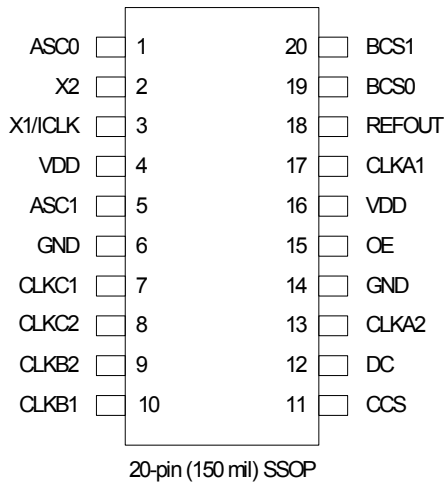 ASC0 1 20 BCS1
X2 2 19 BCS0
X1/ICLK 3 18 REFOUT
VDD 4 17 CLKA1
ASC1 5 16 VDD
GND 6 15 OE
CLKC1 7 14 GND
CLKC2 8 13 CLKA2
CLKB2 9 12 DC
CLKB1 10 11 CCS
20-pin (150 mil) SSOP